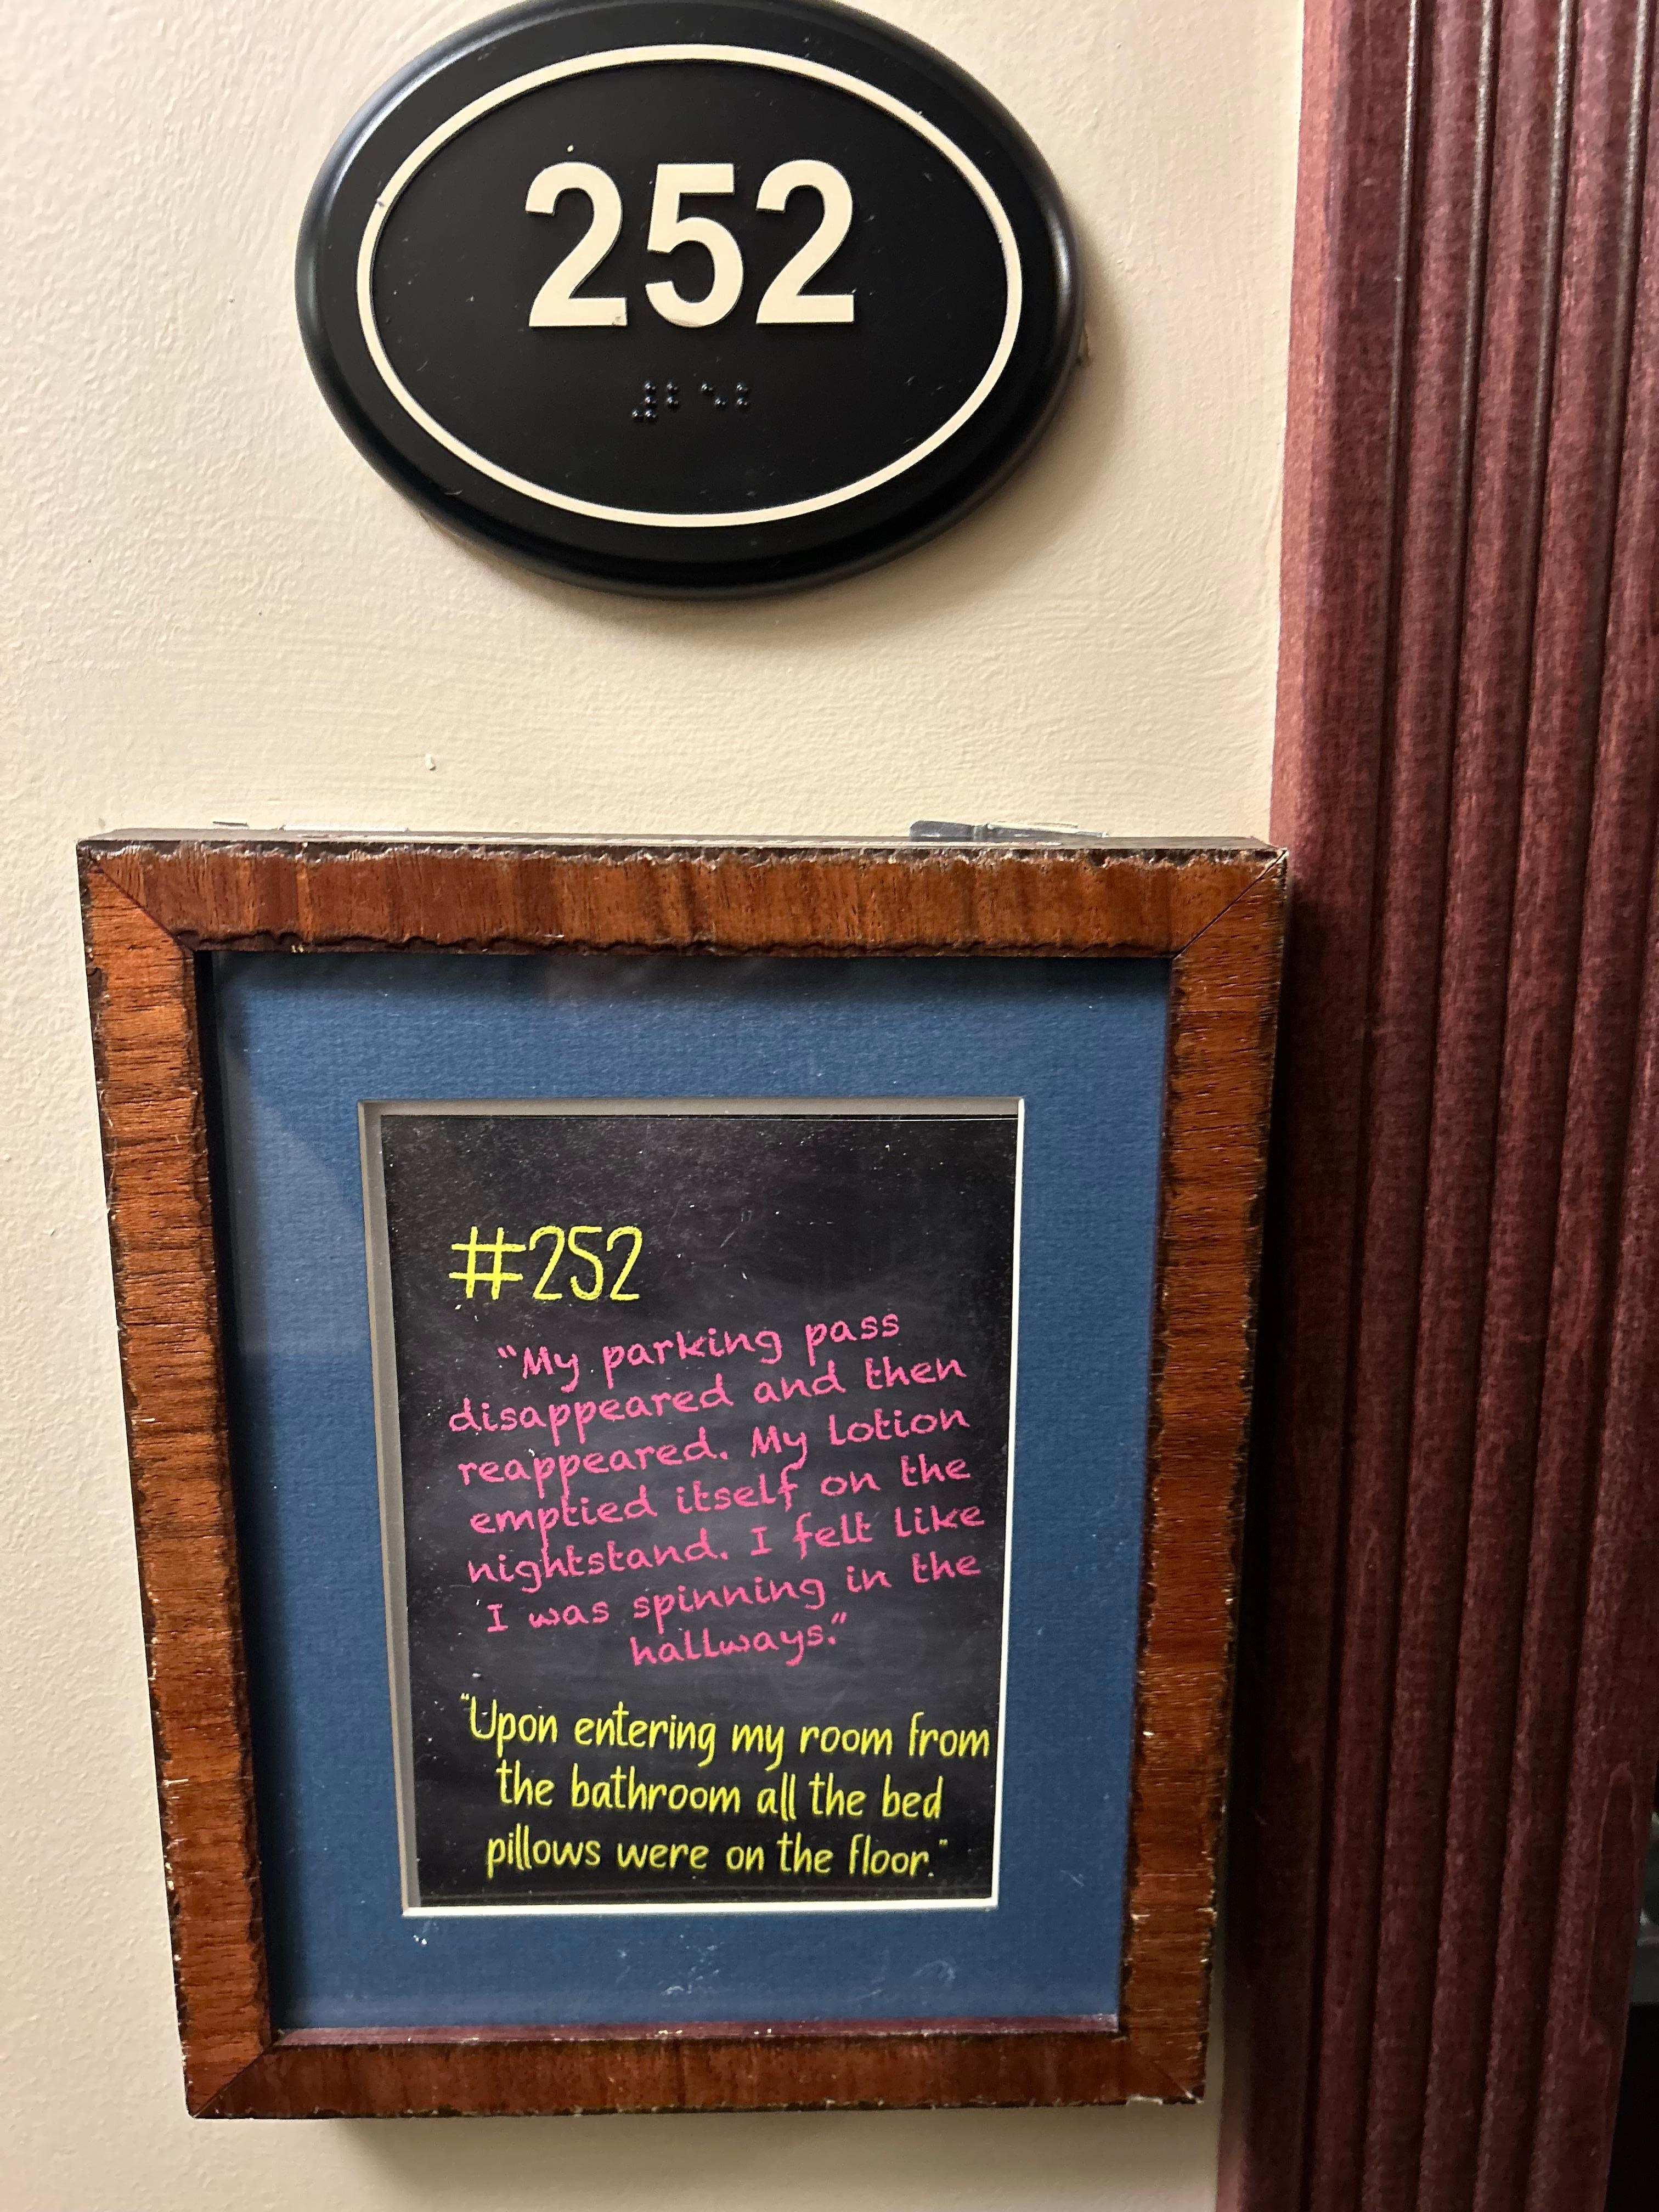 252
⠼⠃⠑⠃
#252
"My parking pass
disappeared and then
reappeared. My Lotion
emptied itself on the
nightstand. I felt like
I was spinning in the
hallways."
"Upon entering my room from
the bathroom all the bed
pillows were on the floor."